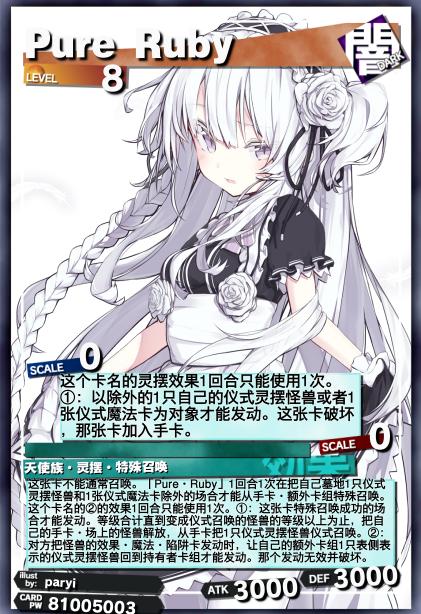 Pure Ruby
闇
DARK
LEVEL 8
SCALE 0
这个卡名的灵摆效果1回合只能使用1次。
①：以除外的1只自己的仪式灵摆怪兽或者1
张仪式魔法卡为对象才能发动。这张卡破坏
，那张卡加入手卡。
SCALE 0
天使族・灵摆・特殊召唤
效果
这张卡不能通常召唤。「Pure・Ruby」1回合1次在把自己墓地1只仪式
灵摆怪兽和1张仪式魔法卡除外的场合才能从手卡・额外卡组特殊召唤。
这个卡名的②的效果1回合只能使用1次。①：这张卡特殊召唤成功的场
合才能发动。等级合计直到变成仪式召唤的怪兽的等级以上为止，把自
己的手卡・场上的怪兽解放，从手卡把1只仪式灵摆怪兽仪式召唤。②：
对方把怪兽的效果・魔法・陷阱卡发动时，让自己的额外卡组1只表侧表
示的仪式灵摆怪兽回到持有者卡组才能发动。那个发动无效并破坏。
illust by: paryi
ATK 3000
DEF 3000
CARD PW 81005003